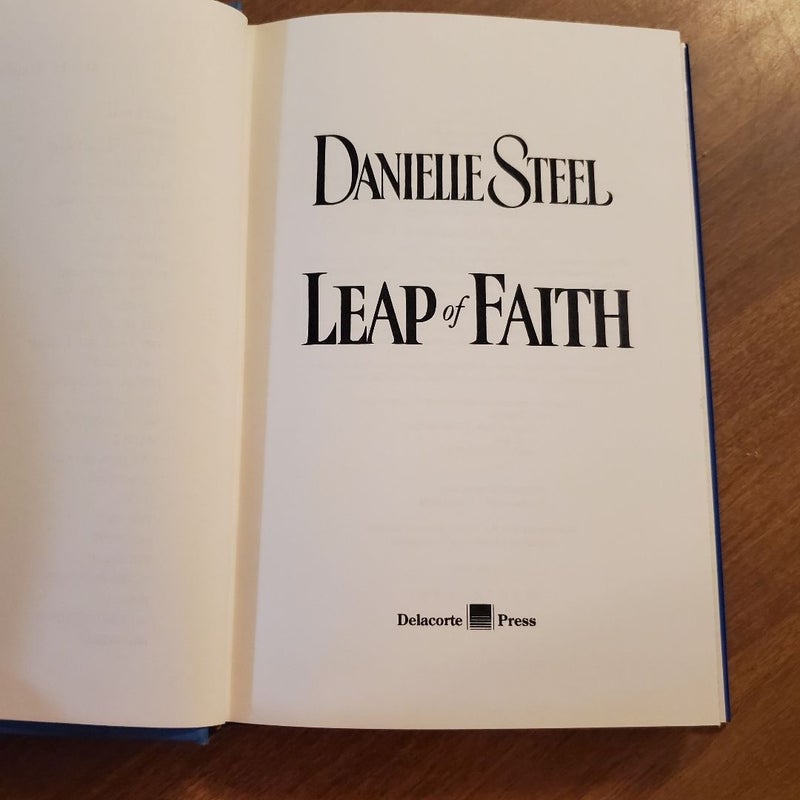 DANIELLE STEEL
LEAP of FAITH
Delacorte Press